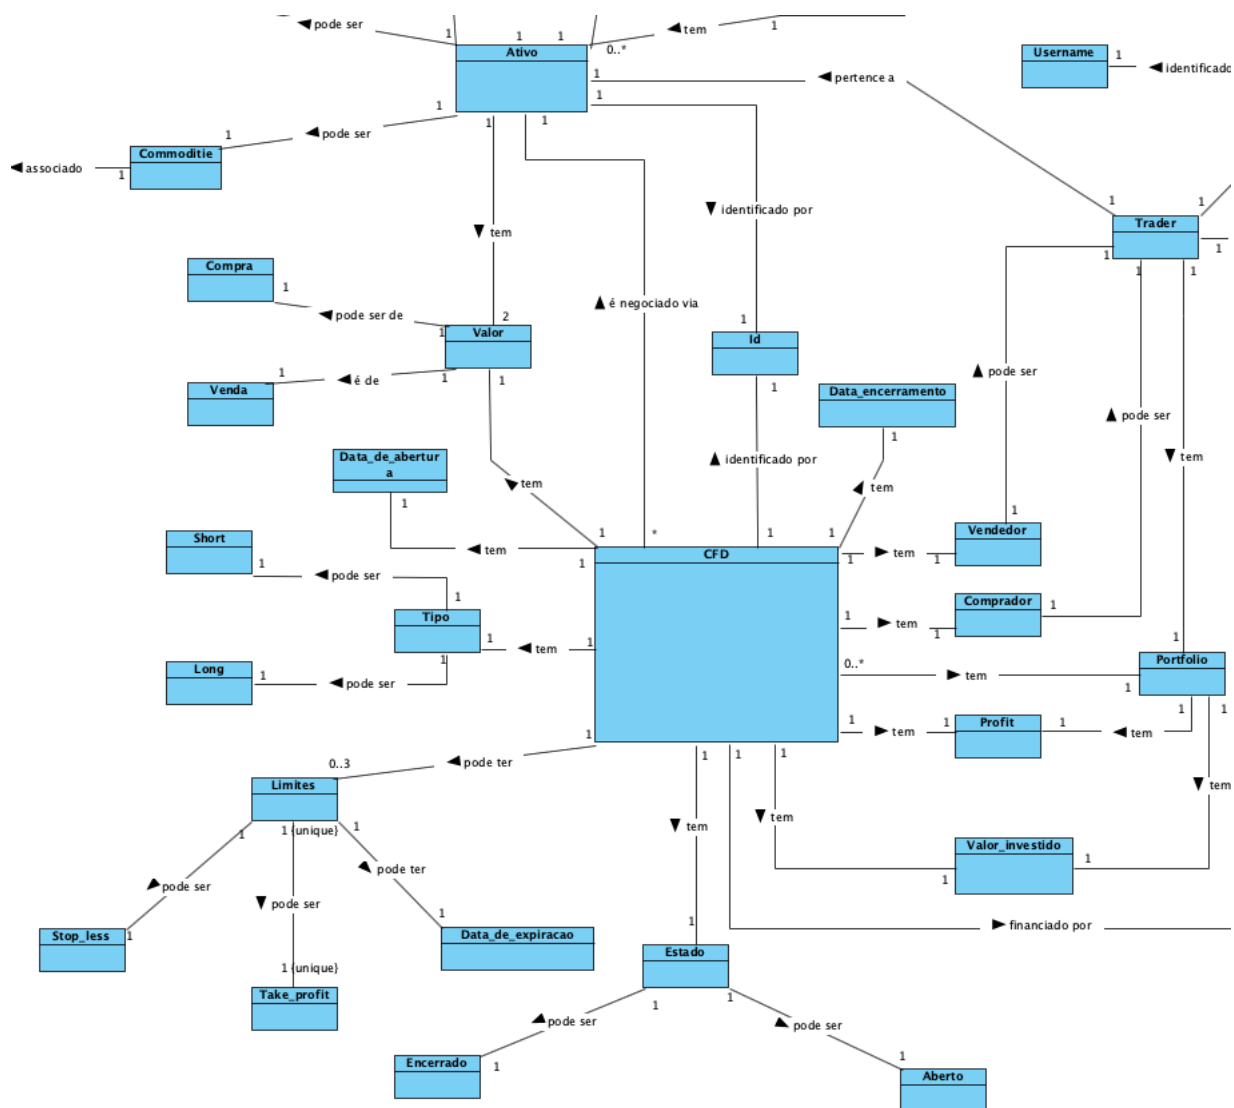 ◄ pode ser
1
1
1
1
◄ tem
1
0..*
Ativo
Username
1
◄ identificado
1
◄ pertence a
1
1
1
1
1
◄ pode ser
1
Commoditie
◄ associado
1
1
1
Trader
1
1
1
1
▼ identificado por
▼ tem
Compra
1
◄ pode ser de
1
2
Valor
▲ é negociado via
1
Id
1
◄ é de
1
1
1
Venda
▲ pode ser
Data_encerramento
1
▲ pode ser
Data_de_abertur
a
1
▲ identificado por
▼ tem
◄ tem
▲ tem
Short
1
◄ pode ser
1
◄ tem
1
1
*
1
1
CFD
1
► tem
1
1
Vendedor
Tipo
1
◄ tem
1
1
► tem
1
Comprador
1
1
Long
1
◄ pode ser
1
0..*
► tem
1
1
Portfolio
1
1
1
► tem
1
Profit
1
◄ tem
1
◄ pode ter
0..3
1
1
1
Limites
1
1 {unique}
1
▼ tem
▼ tem
▼ tem
Valor_investido
1
1
◄ pode ser
▼ pode ser
► pode ter
1
Stop_less
1
Data_de_expiracao
1
Estado
► financiado por
1 {unique}
Take_profit
1
1
◄ pode ser
► pode ser
Encerrado
1
1
Aberto